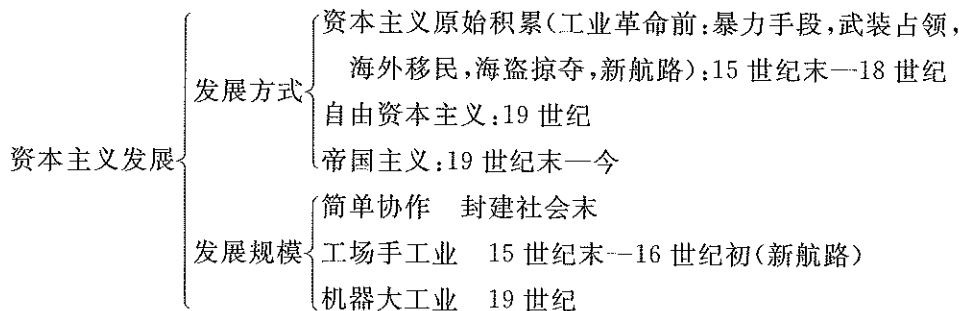 资本主义原始积累(工业革命前:暴力手段,武装占领,
海外移民,海盗掠夺,新航路):15 世纪末—18 世纪
发展方式
自由资本主义:19 世纪
帝国主义:19 世纪末—今
资本主义发展
简单协作 封建社会末
发展规模
工场手工业 15 世纪末—16 世纪初(新航路)
机器大工业 19 世纪